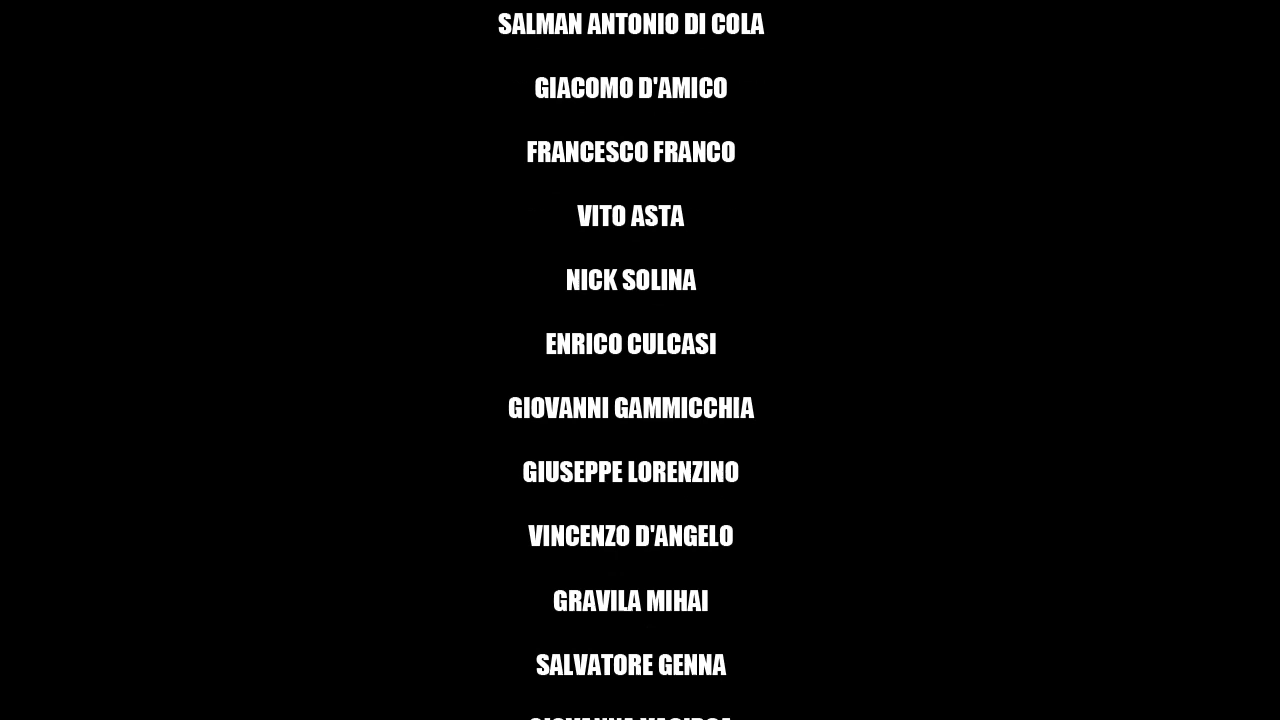 SALMAN ANTONIO DI COLA
GIACOMO D'AMICO
FRANCESCO FRANCO
VITO ASTA
NICK SOLINA
ENRICO CULCASI
GIOVANNI GAMMICCHIA
GIUSEPPE LORENZINO
VINCENZO D'ANGELO
GRAVILA MIHAI
SALVATORE GENNA
GIOVANNA